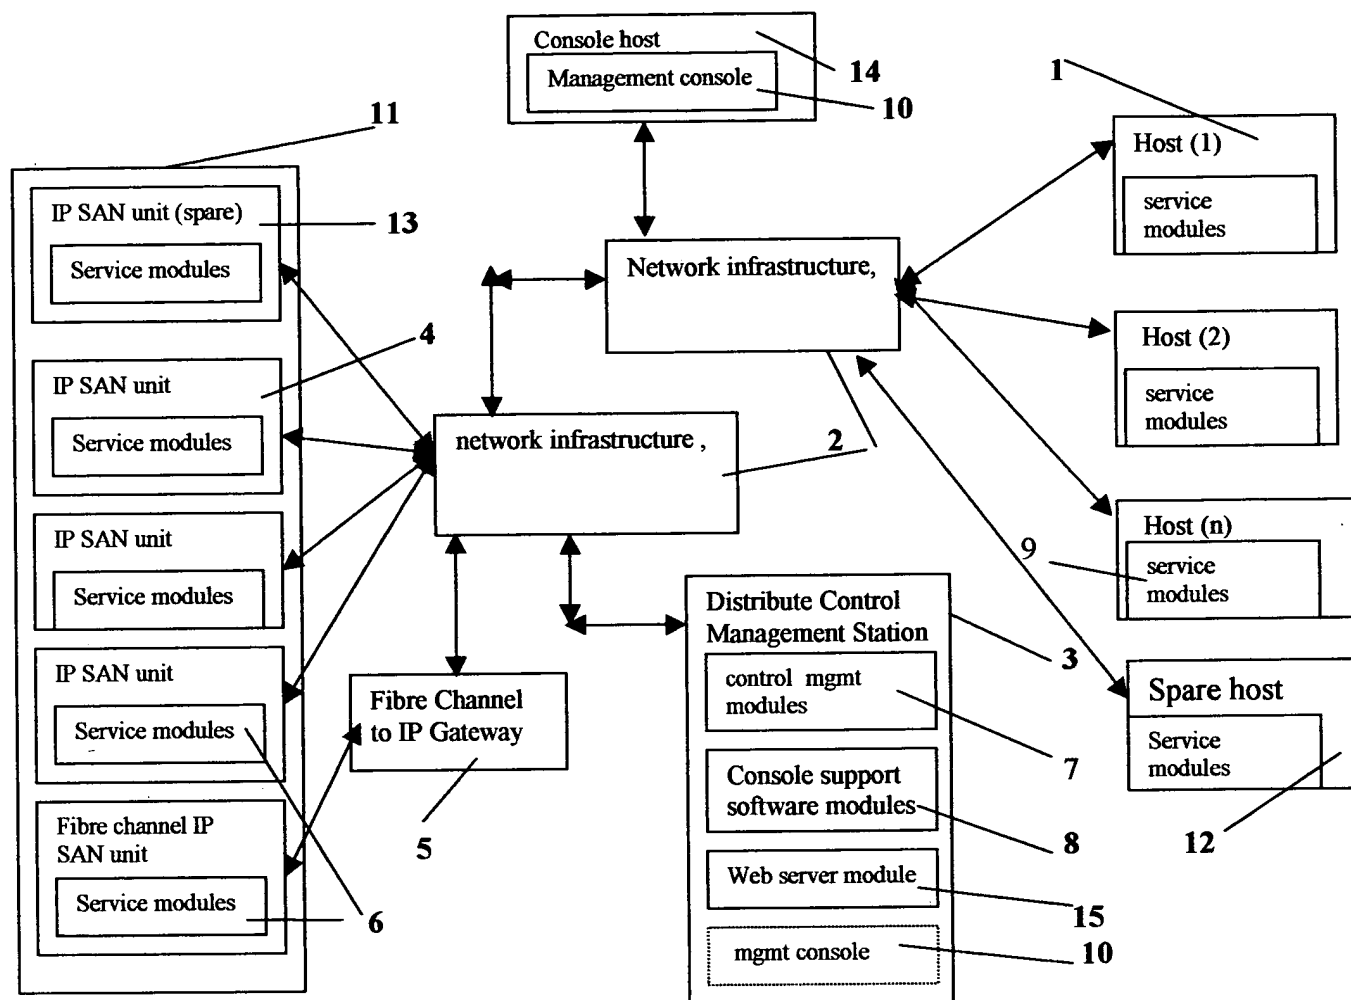 Console host
Management console
14
10
1
11
Host (1)
service
modules
IP SAN unit (spare)
13
Service modules
Network infrastructure,
4
Host (2)
service
modules
IP SAN unit
Service modules
network infrastructure ,
2
Host (n)
service
modules
9
IP SAN unit
Service modules
Distribute Control
Management Station
3
control mgmt
modules
7
IP SAN unit
Service modules
Fibre Channel
to IP Gateway
5
Spare host
Service
modules
12
Console support
software modules
8
Fibre channel IP
SAN unit
Service modules
6
Web server module
15
mgmt console
10